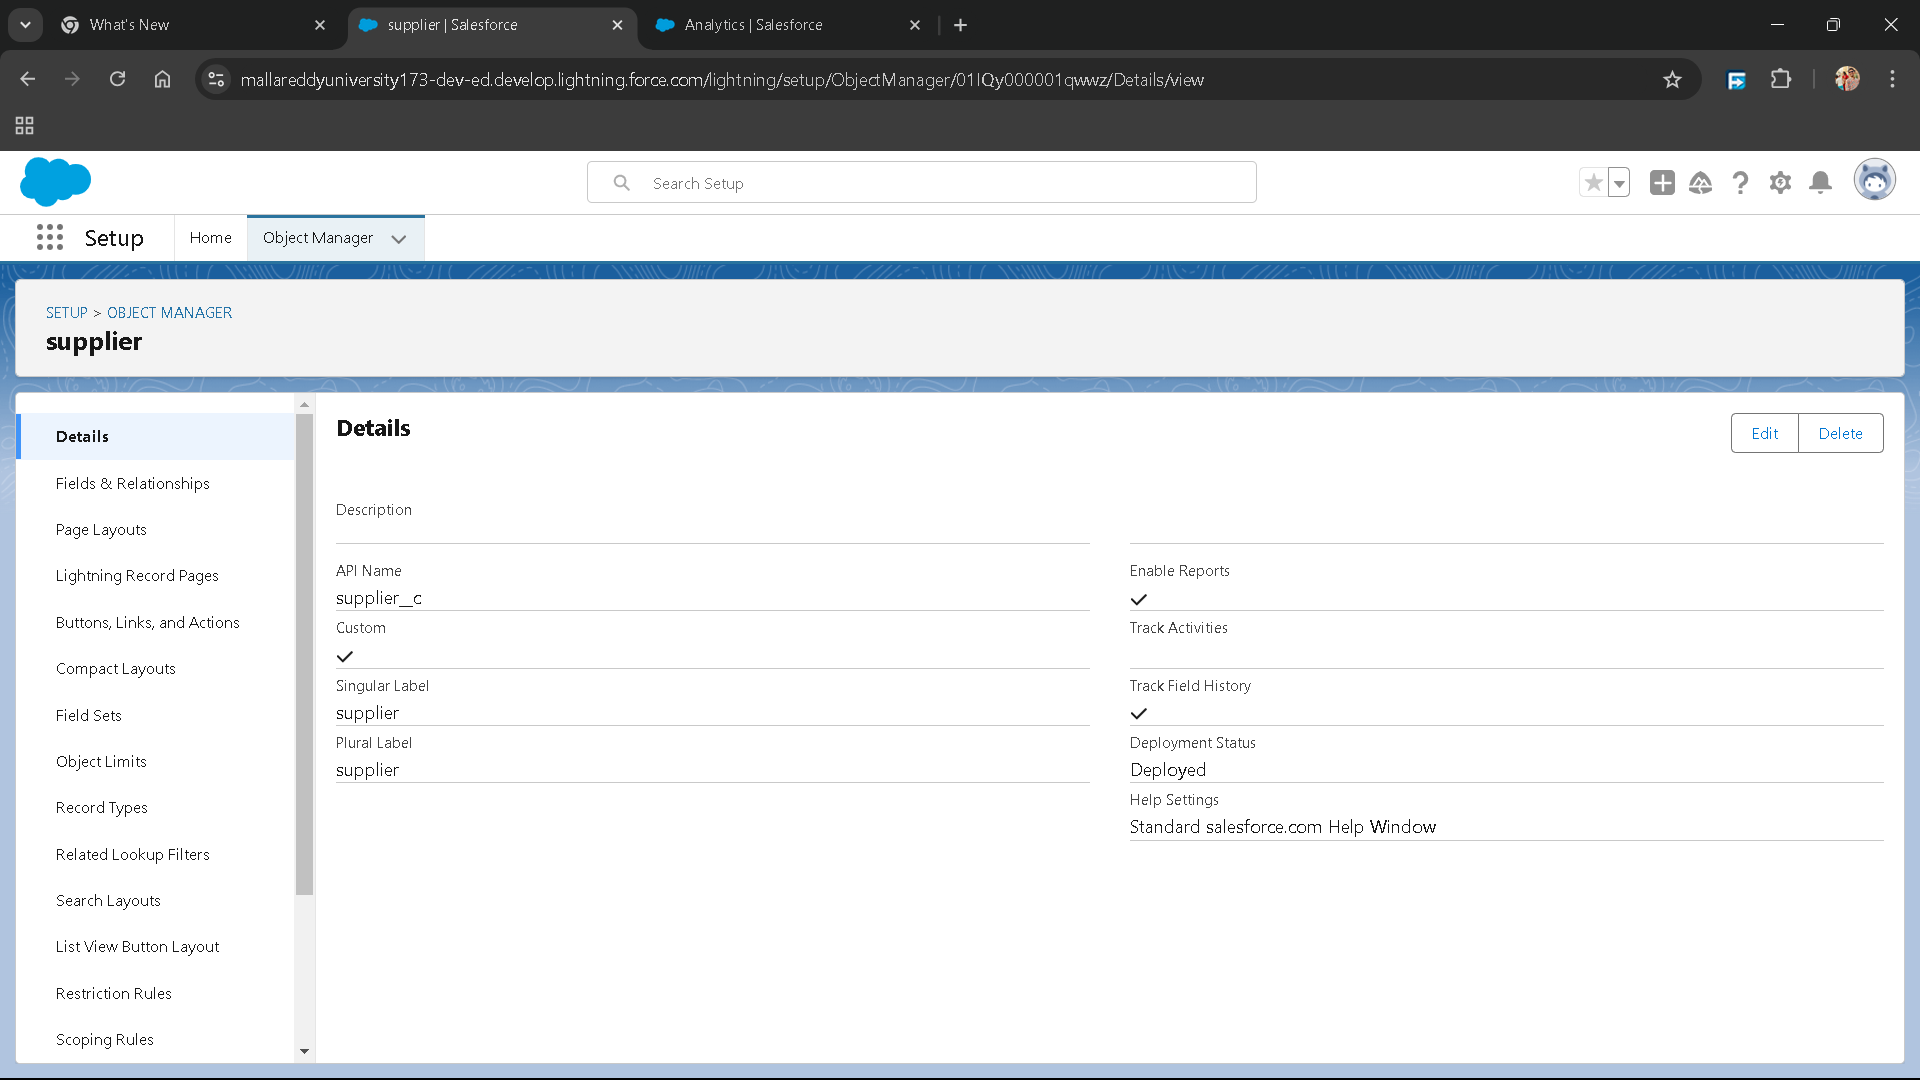 What's New
supplier | Salesforce
Analytics | Salesforce
mallareddyuniversity173-dev-ed.develop.lightning.force.com/lightning/setup/ObjectManager/01IQy000001qwwz/Details/view
Search Setup
Setup
Home
Object Manager
SETUP > OBJECT MANAGER
supplier
Details
Fields & Relationships
Page Layouts
Lightning Record Pages
Buttons, Links, and Actions
Compact Layouts
Field Sets
Object Limits
Record Types
Related Lookup Filters
Search Layouts
List View Button Layout
Restriction Rules
Scoping Rules
Details
Edit
Delete
Description
API Name
supplier__c
Custom
Singular Label
supplier
Plural Label
supplier
Enable Reports
Track Activities
Track Field History
Deployment Status
Deployed
Help Settings
Standard salesforce.com Help Window